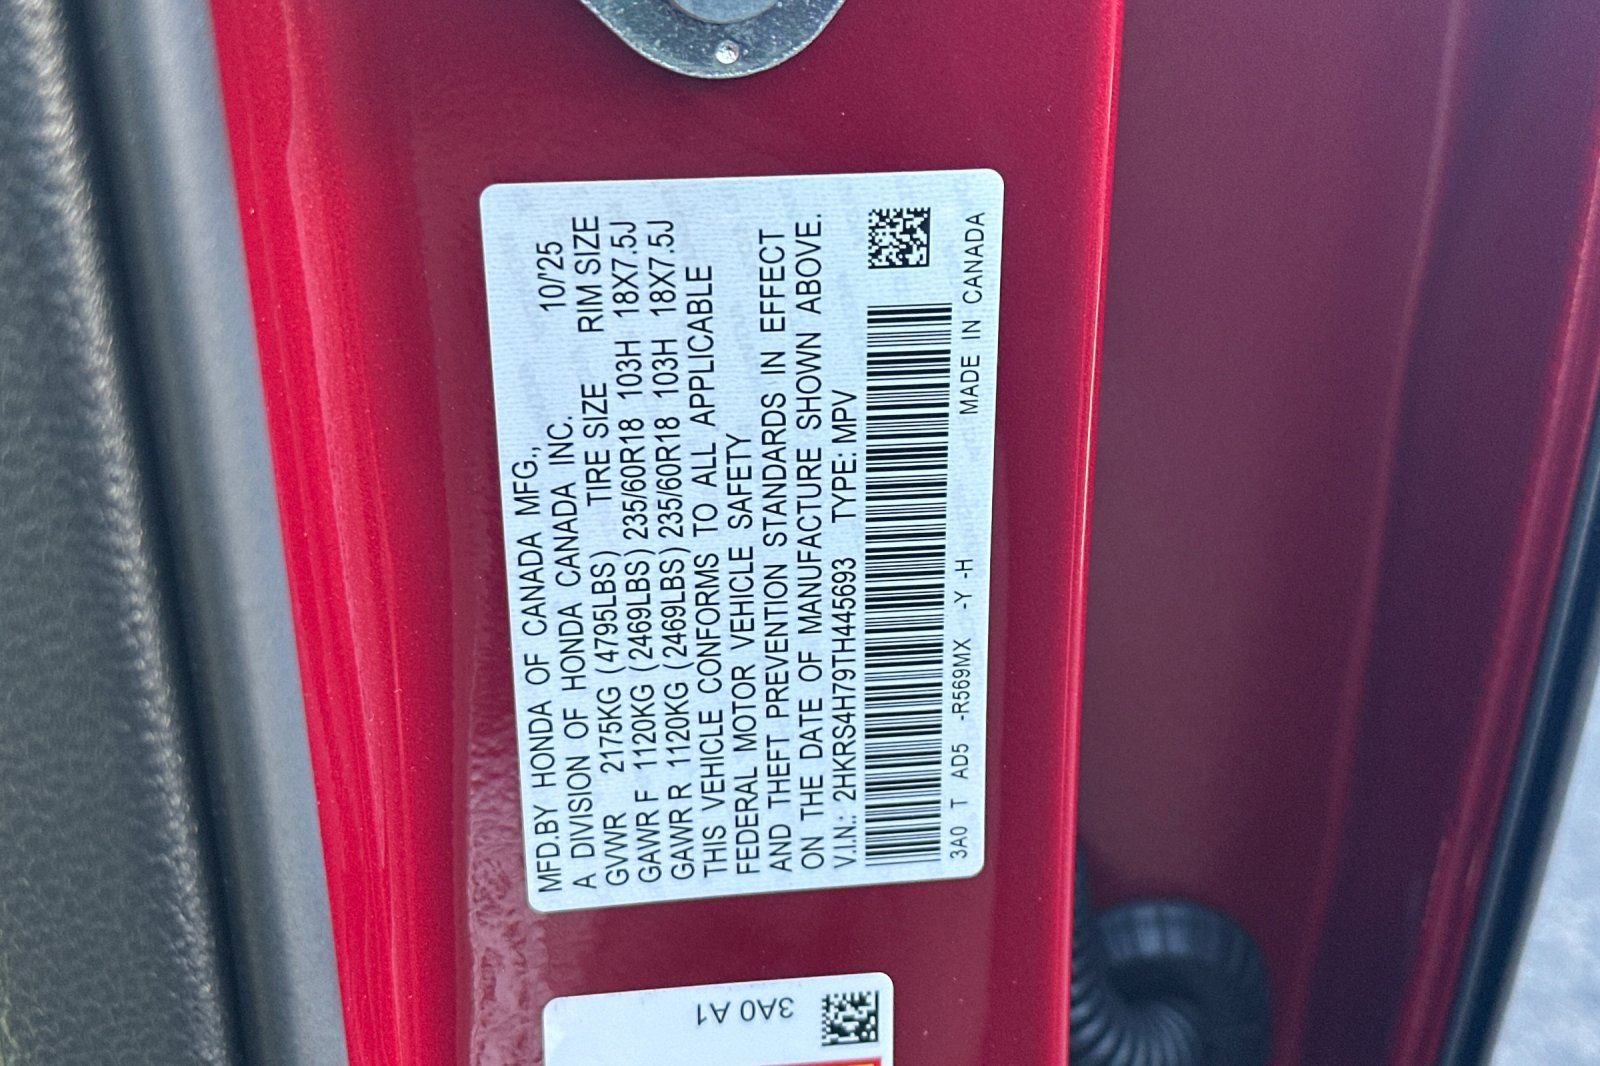 MFD.BY HONDA OF CANADA MFG., 10/'25
A DIVISION OF HONDA CANADA INC.
GVWR 2175KG (4795LBS) TIRE SIZE RIM SIZE
GAWR F 1120KG (2469LBS) 235/60R18 103H 18X7.5J
GAWR R 1120KG (2469LBS) 235/60R18 103H 18X7.5J
THIS VEHICLE CONFORMS TO ALL APPLICABLE
FEDERAL MOTOR VEHICLE SAFETY
AND THEFT PREVENTION STANDARDS IN EFFECT
ON THE DATE OF MANUFACTURE SHOWN ABOVE.
V.I.N.: 2HKRS4H79TH445693 TYPE: MPV
3A0 T AD5 -R569MX -Y -H MADE IN CANADA
3A0 A1